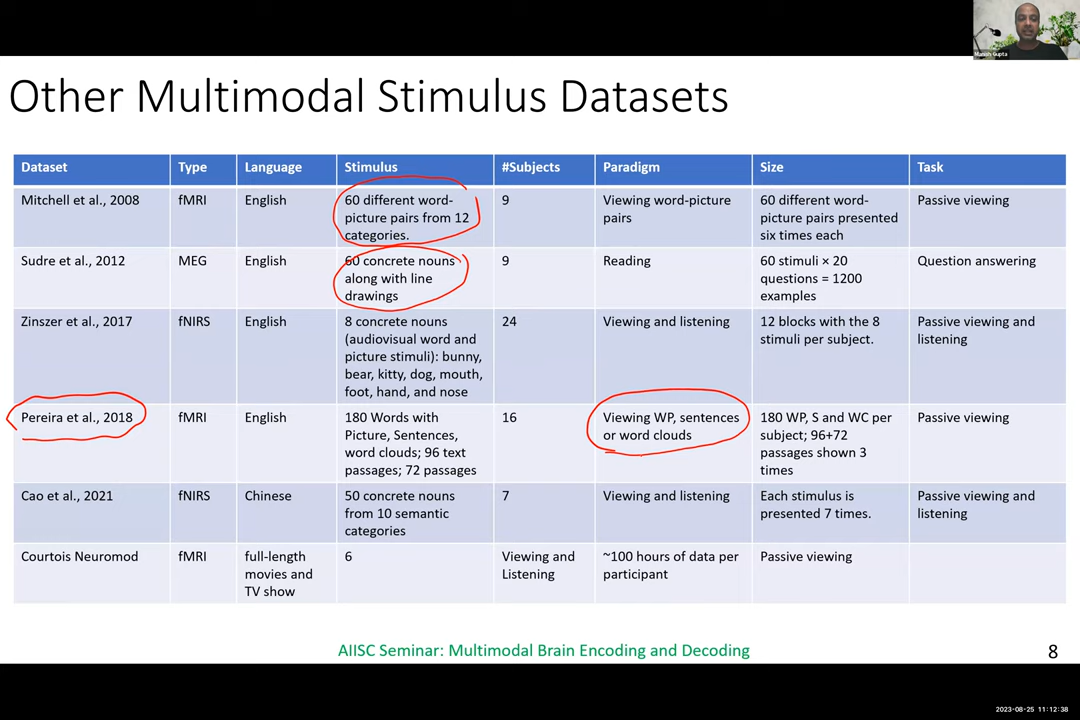 Manish Gupta
Other Multimodal Stimulus Datasets
Dataset Type Language Stimulus #Subjects Paradigm Size Task
Mitchell et al., 2008 fMRI English 60 different word- 9 Viewing word-picture 60 different word- Passive viewing
picture pairs from 12 pairs picture pairs presented
categories. six times each
Sudre et al., 2012 MEG English 60 concrete nouns 9 Reading 60 stimuli × 20 Question answering
along with line questions = 1200
drawings examples
Zinszer et al., 2017 fNIRS English 8 concrete nouns 24 Viewing and listening 12 blocks with the 8 Passive viewing and
(audiovisual word and stimuli per subject. listening
picture stimuli): bunny,
bear, kitty, dog, mouth,
foot, hand, and nose
Pereira et al., 2018 fMRI English 180 Words with 16 Viewing WP, sentences 180 WP, S and WC per Passive viewing
Picture, Sentences, or word clouds subject; 96+72
word clouds; 96 text passages shown 3
passages; 72 passages times
Cao et al., 2021 fNIRS Chinese 50 concrete nouns 7 Viewing and listening Each stimulus is Passive viewing and
from 10 semantic presented 7 times. listening
categories
Courtois Neuromod fMRI full-length 6 Viewing and ~100 hours of data per Passive viewing
movies and Listening participant
TV show
AIISC Seminar: Multimodal Brain Encoding and Decoding 8
2023-08-25 11:12:38